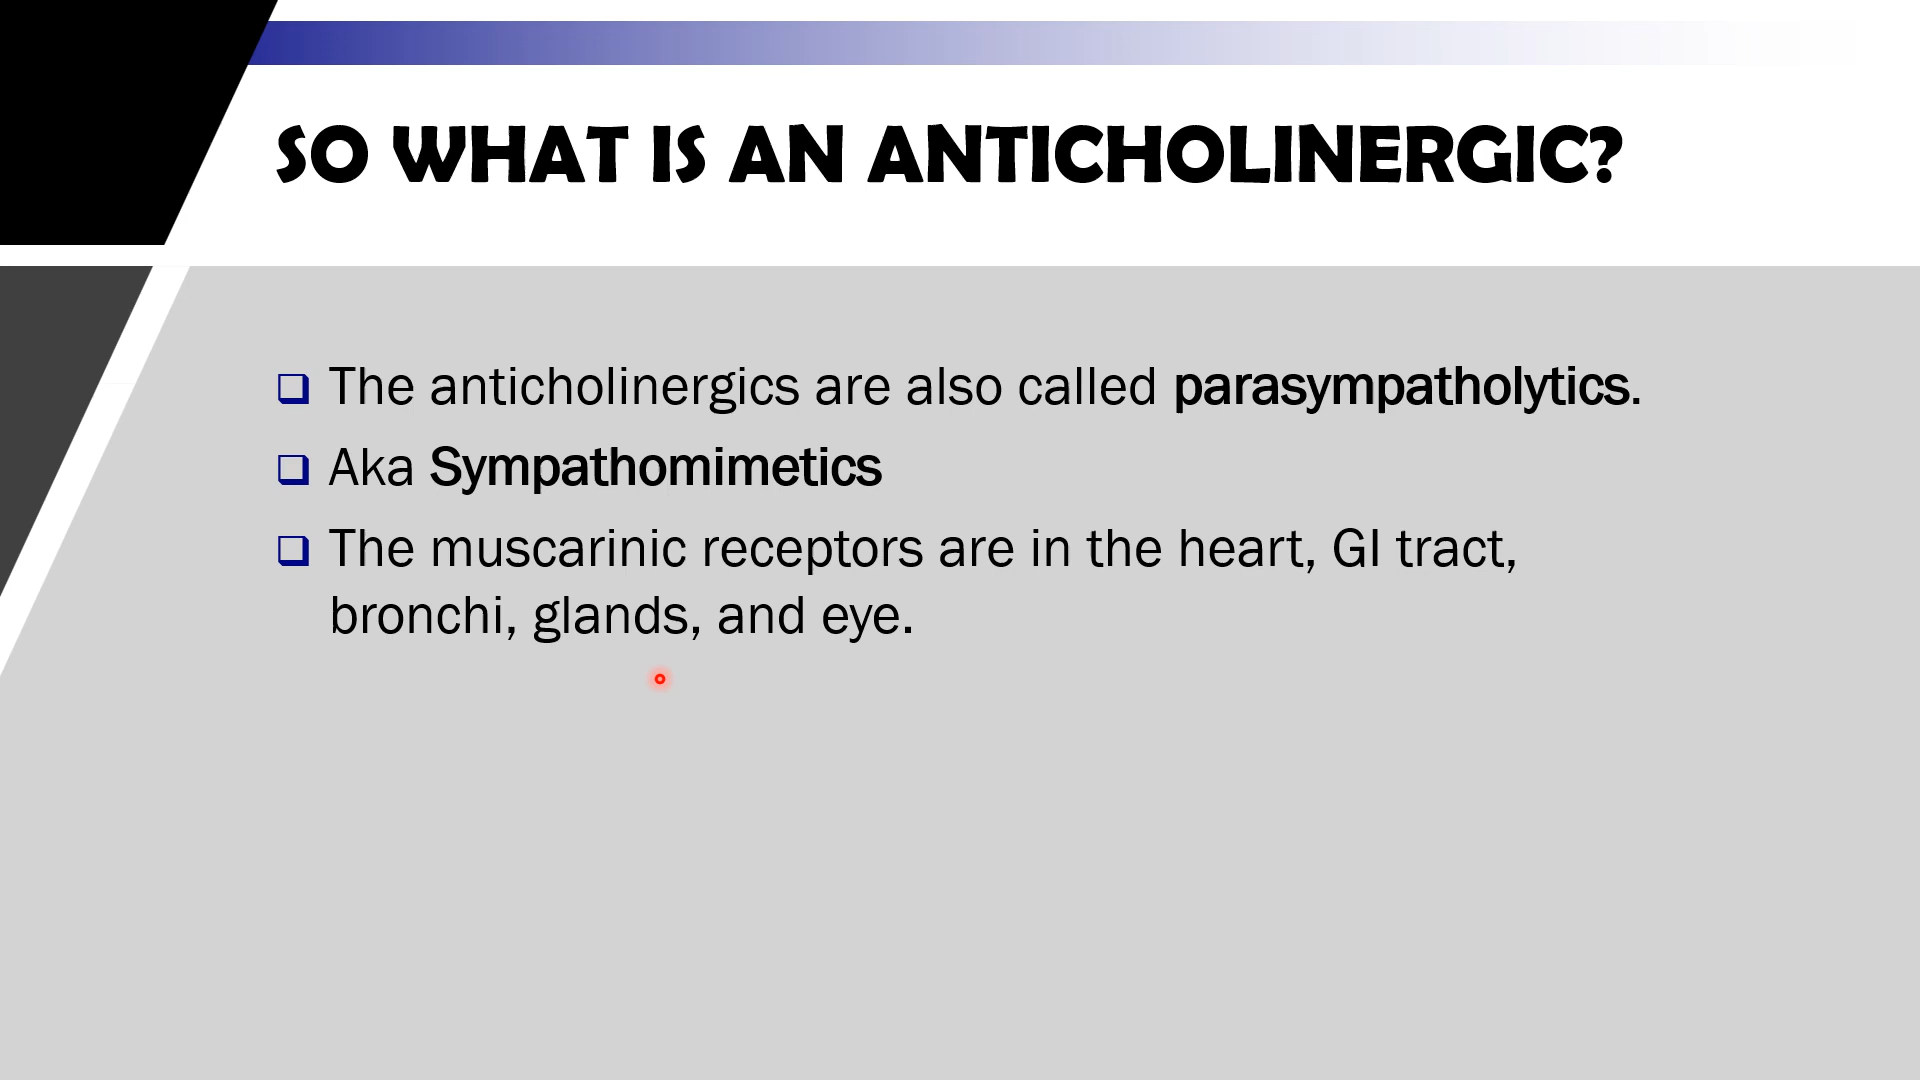 SO WHAT IS AN ANTICHOLINERGIC?
The anticholinergics are also called parasympatholytics.
Aka Sympathomimetics
The muscarinic receptors are in the heart, GI tract,
bronchi, glands, and eye.